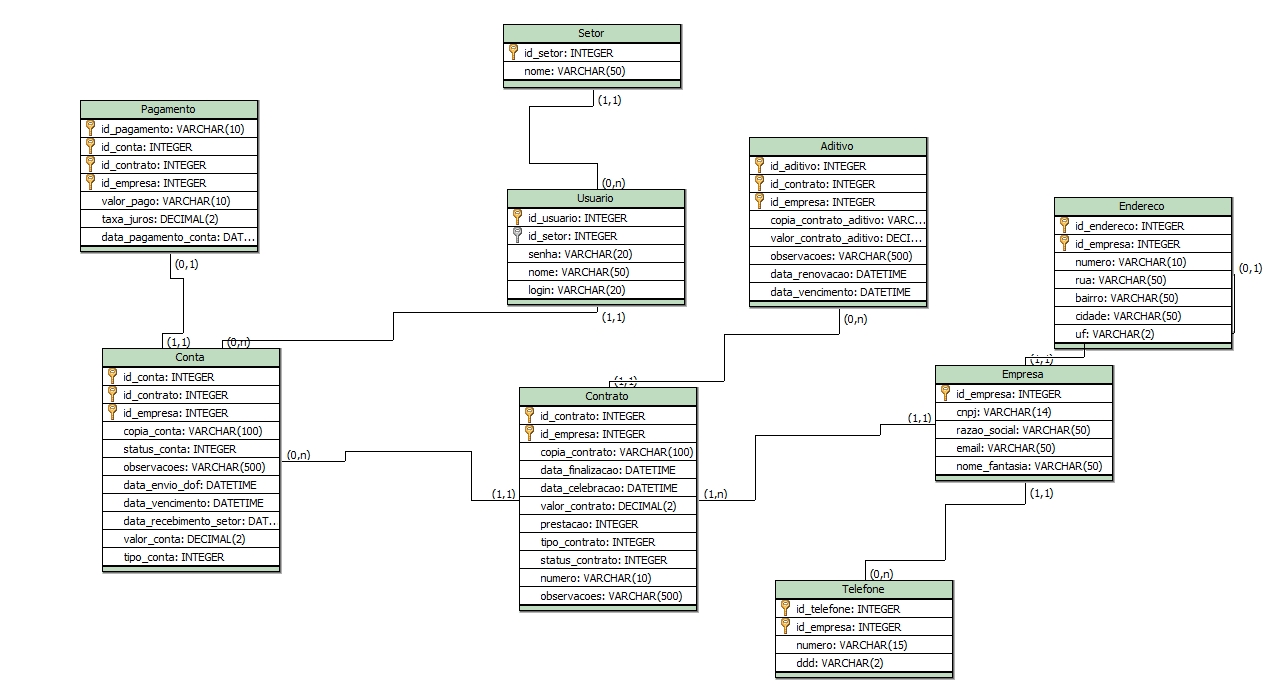 Setor
id_setor: INTEGER
nome: VARCHAR(50)
(1,1)
(0,n)
Pagamento
id_pagamento: VARCHAR(10)
id_conta: INTEGER
id_contrato: INTEGER
id_empresa: INTEGER
valor_pago: VARCHAR(10)
taxa_juros: DECIMAL(2)
data_pagamento_conta: DAT...
(0,1)
(1,1)
Usuario
id_usuario: INTEGER
id_setor: INTEGER
senha: VARCHAR(20)
nome: VARCHAR(50)
login: VARCHAR(20)
(1,1)
(0,n)
Aditivo
id_aditivo: INTEGER
id_contrato: INTEGER
id_empresa: INTEGER
copia_contrato_aditivo: VARC...
valor_contrato_aditivo: DECI...
observacoes: VARCHAR(500)
data_renovacao: DATETIME
data_vencimento: DATETIME
(0,n)
(1,1)
Endereco
id_endereco: INTEGER
id_empresa: INTEGER
numero: VARCHAR(10)
rua: VARCHAR(50)
bairro: VARCHAR(50)
cidade: VARCHAR(50)
uf: VARCHAR(2)
(0,1)
(1,1)
Conta
id_conta: INTEGER
id_contrato: INTEGER
id_empresa: INTEGER
copia_conta: VARCHAR(100)
status_conta: INTEGER
observacoes: VARCHAR(500)
data_envio_dof: DATETIME
data_vencimento: DATETIME
data_recebimento_setor: DAT...
valor_conta: DECIMAL(2)
tipo_conta: INTEGER
(0,n)
(1,1)
Contrato
id_contrato: INTEGER
id_empresa: INTEGER
copia_contrato: VARCHAR(100)
data_finalizacao: DATETIME
data_celebracao: DATETIME
valor_contrato: DECIMAL(2)
prestacao: INTEGER
tipo_contrato: INTEGER
status_contrato: INTEGER
numero: VARCHAR(10)
observacoes: VARCHAR(500)
(1,n)
(1,1)
Empresa
id_empresa: INTEGER
cnpj: VARCHAR(14)
razao_social: VARCHAR(50)
email: VARCHAR(50)
nome_fantasia: VARCHAR(50)
(1,1)
(0,n)
Telefone
id_telefone: INTEGER
id_empresa: INTEGER
numero: VARCHAR(15)
ddd: VARCHAR(2)